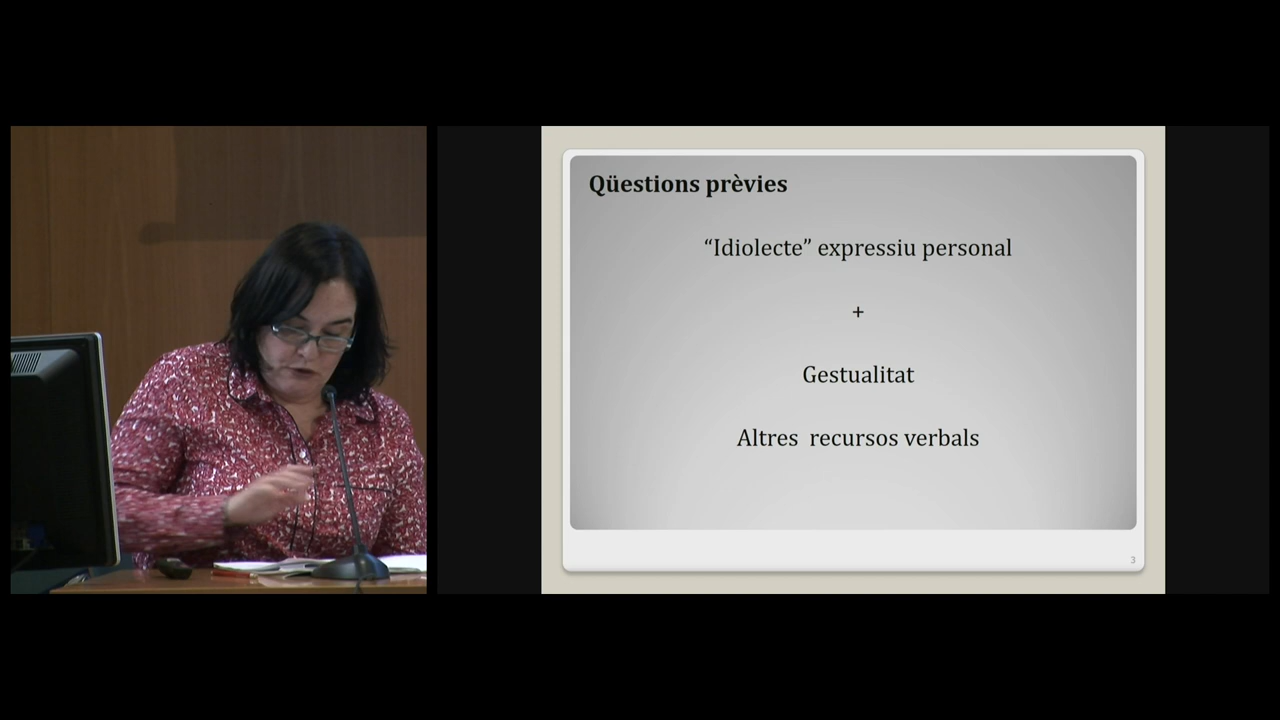 Qüestions prèvies
“Idiolecte” expressiu personal
+
Gestualitat
Altres recursos verbals
3